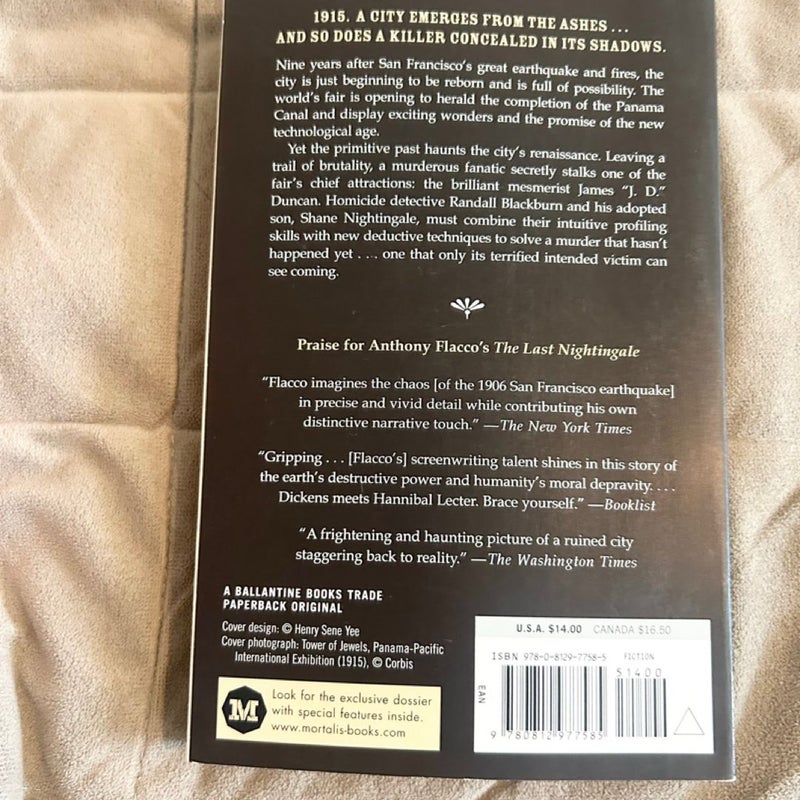 1915. A CITY EMERGES FROM THE ASHES . . .
AND SO DOES A KILLER CONCEALED IN ITS SHADOWS.
Nine years after San Francisco's great earthquake and fires, the
city is just beginning to be reborn and is full of possibility. The
world's fair is opening to herald the completion of the Panama
Canal and display exciting wonders and the promise of the new
technological age.
Yet the primitive past haunts the city's renaissance. Leaving a
trail of brutality, a murderous fanatic secretly stalks one of the
fair's chief attractions: the brilliant mesmerist James "J. D."
Duncan. Homicide detective Randall Blackburn and his adopted
son, Shane Nightingale, must combine their intuitive profiling
skills with new deductive techniques to solve a murder that hasn't
happened yet . . . one that only its terrified intended victim can
see coming.
Praise for Anthony Flacco's The Last Nightingale
"Flacco imagines the chaos [of the 1906 San Francisco earthquake]
in precise and vivid detail while contributing his own
distinctive narrative touch." —The New York Times
"Gripping . . . [Flacco's] screenwriting talent shines in this story of
the earth's destructive power and humanity's moral depravity. . . .
Dickens meets Hannibal Lecter. Brace yourself." —Booklist
"A frightening and haunting picture of a ruined city
staggering back to reality." —The Washington Times
A BALLANTINE BOOKS TRADE
PAPERBACK ORIGINAL
Cover design: © Henry Sene Yee
Cover photograph: Tower of Jewels, Panama-Pacific
International Exhibition (1915), © Corbis
M
Look for the exclusive dossier
with special features inside.
www.mortalis-books.com
U.S.A. $14.00 CANADA $16.50
ISBN 978-0-8129-7758-5 FICTION
51400
EAN
9 780812 977585